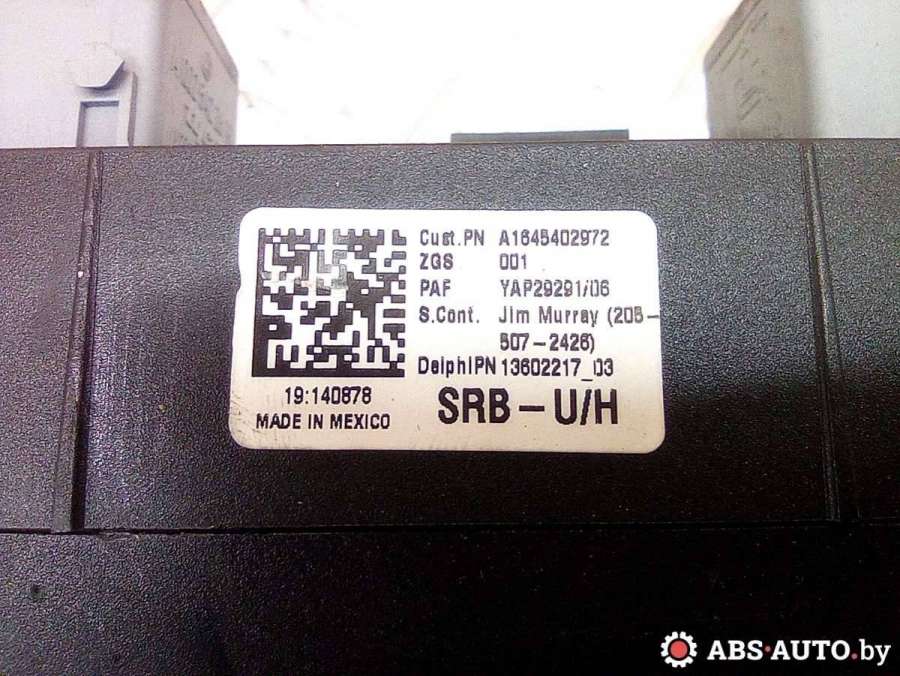 Cust.PN A1645402972
ZGS 001
PAF YAP29291/06
S.Cont. Jim Murray (205-
507-2426)
DelphiPN 13602217_03
19:140878
MADE IN MEXICO
SRB-U/H
ABS·AUTO.by